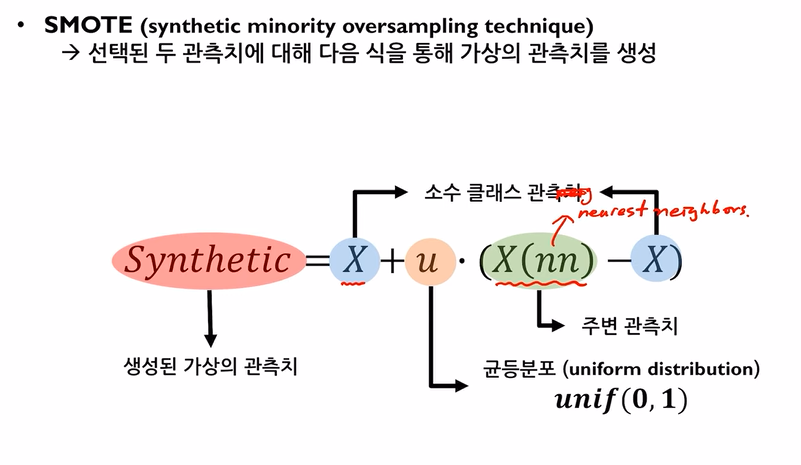 • SMOTE (synthetic minority oversampling technique)
→ 선택된 두 관측치에 대해 다음 식을 통해 가상의 관측치를 생성
소수 클래스 관측치
nearest neighbors.
Synthetic = X + u · (X(nn) − X)
주변 관측치
생성된 가상의 관측치
균등분포 (uniform distribution)
unif(0, 1)